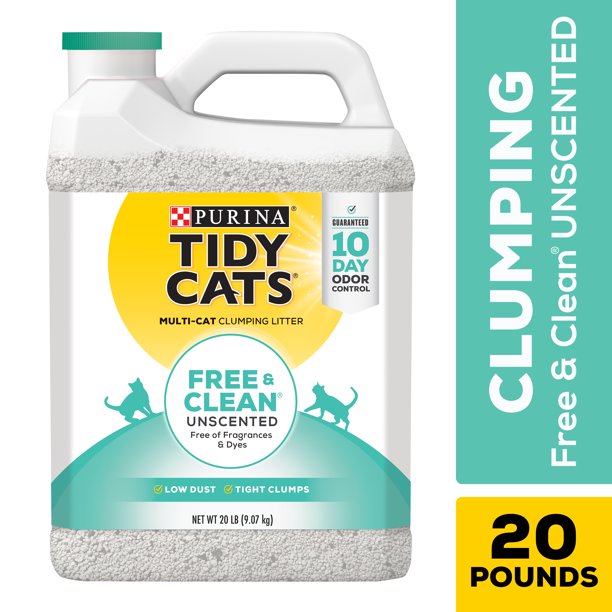 PURINA®
TIDY
CATS®
MULTI-CAT CLUMPING LITTER
GUARANTEED
10
DAY
ODOR
CONTROL
FREE &
CLEAN®
UNSCENTED
Free of Fragrances
& Dyes
LOW DUST TIGHT CLUMPS
NET WT 20 LB (9.07 kg)
CLUMPING
Free & Clean® UNSCENTED
20
POUNDS